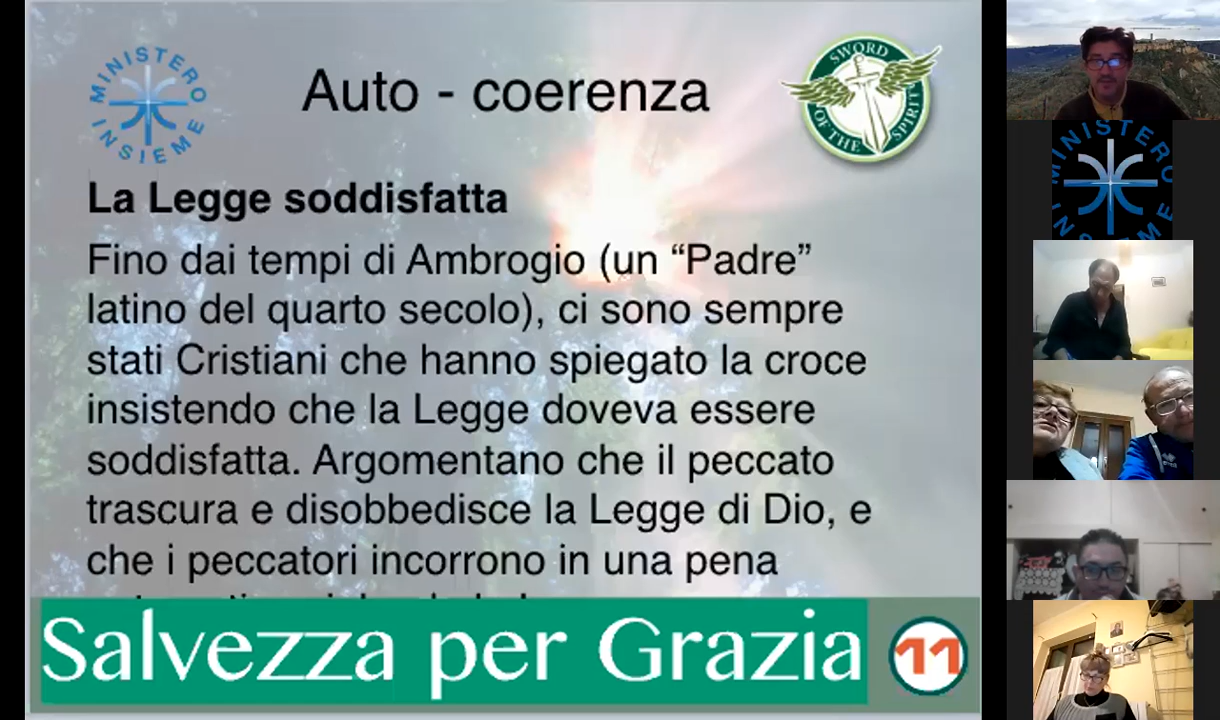 MINISTERO INSIEME
Auto - coerenza
SWORD OF THE SPIRIT
La Legge soddisfatta
Fino dai tempi di Ambrogio (un “Padre”
latino del quarto secolo), ci sono sempre
stati Cristiani che hanno spiegato la croce
insistendo che la Legge doveva essere
soddisfatta. Argomentano che il peccato
trascura e disobbedisce la Legge di Dio, e
che i peccatori incorrono in una pena
Salvezza per Grazia
11
MINISTERO INSIEME